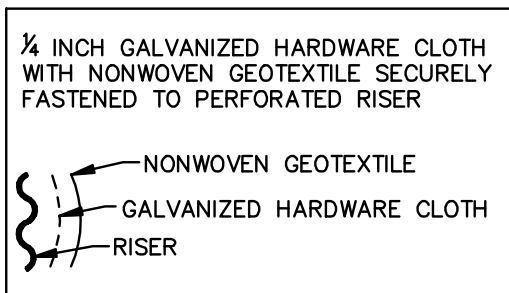 ¼ INCH GALVANIZED HARDWARE CLOTH
WITH NONWOVEN GEOTEXTILE SECURELY
FASTENED TO PERFORATED RISER
NONWOVEN GEOTEXTILE
GALVANIZED HARDWARE CLOTH
RISER